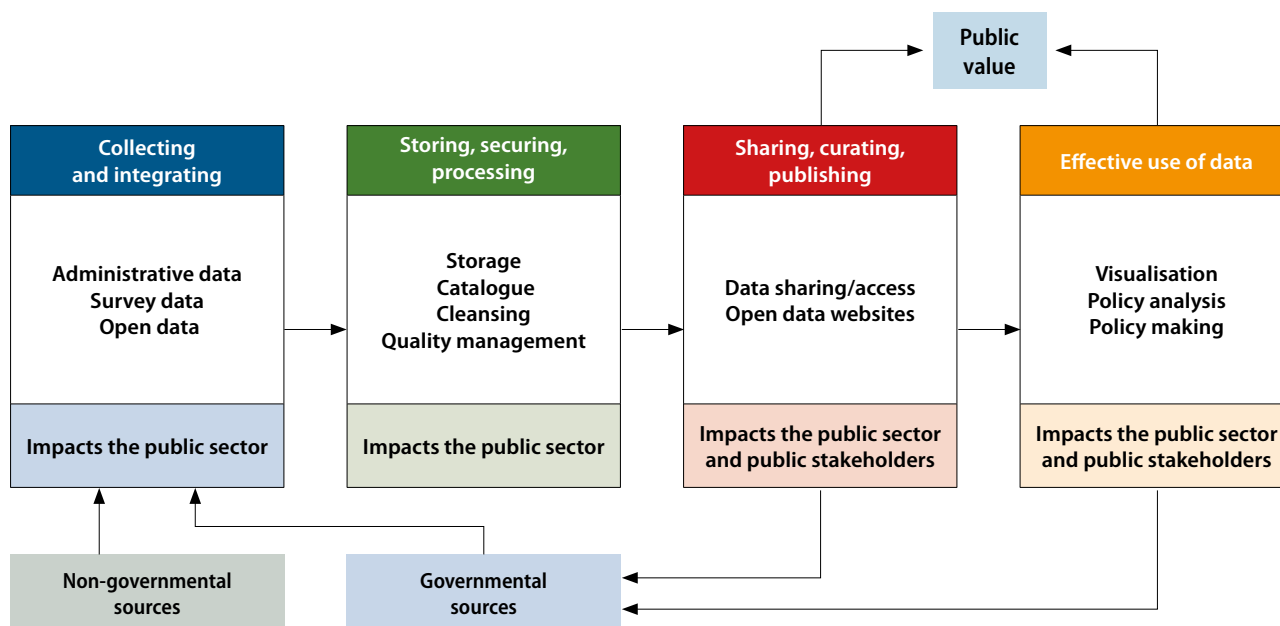 Public
value
Collecting
and integrating
Administrative data
Survey data
Open data
Impacts the public sector
Storing, securing,
processing
Storage
Catalogue
Cleansing
Quality management
Impacts the public sector
Sharing, curating,
publishing
Data sharing/access
Open data websites
Impacts the public sector
and public stakeholders
Effective use of data
Visualisation
Policy analysis
Policy making
Impacts the public sector
and public stakeholders
Non-governmental
sources
Governmental
sources